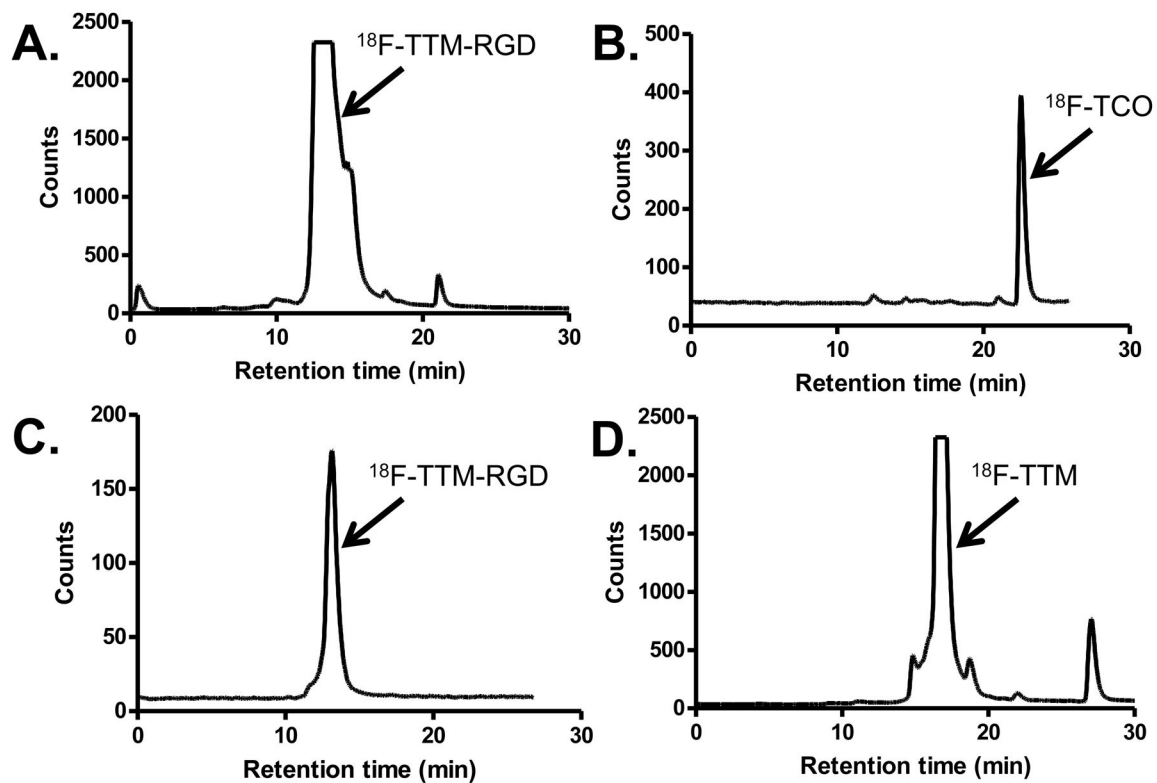 A.
¹⁸F-TTM-RGD
Counts
2500
2000
1500
1000
500
0
0 10 20 30
Retention time (min)
B.
¹⁸F-TCO
Counts
500
400
300
200
100
0
0 10 20 30
Retention time (min)
C.
¹⁸F-TTM-RGD
Counts
200
150
100
50
0
0 10 20 30
Retention time (min)
D.
¹⁸F-TTM
Counts
2500
2000
1500
1000
500
0
0 10 20 30
Retention time (min)